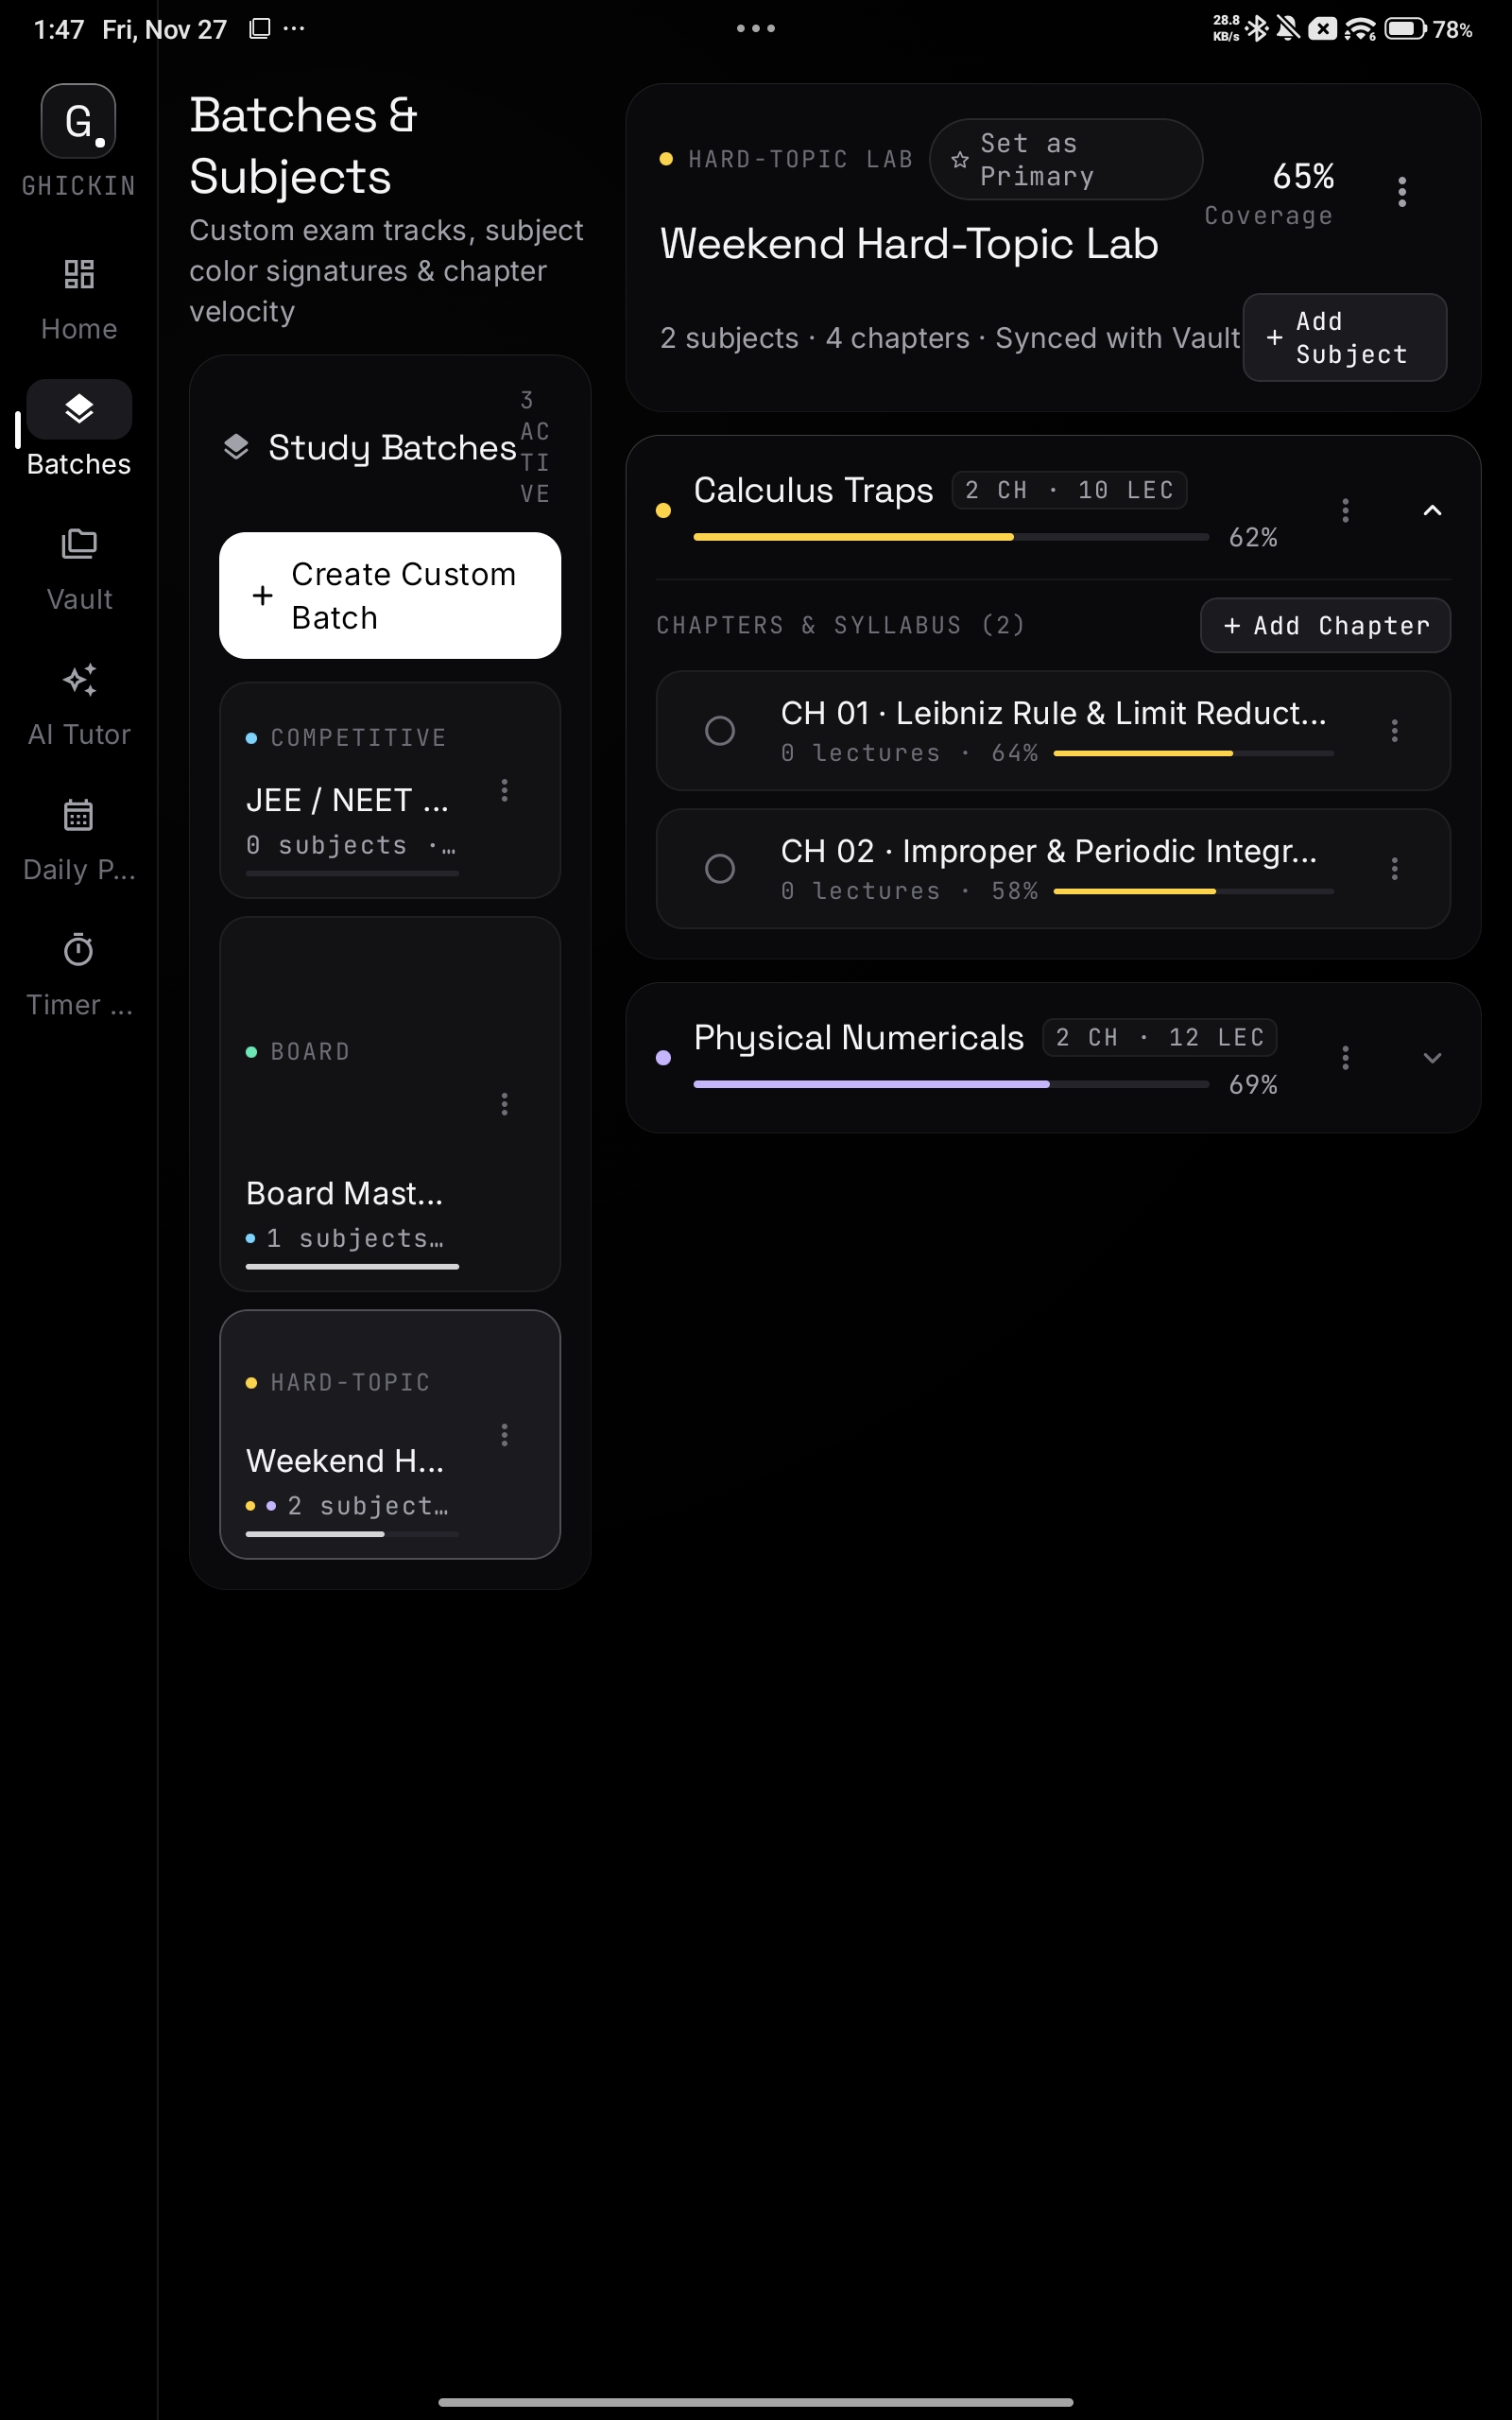 1:47 Fri, Nov 27 ...
28.8 KB/s 6 78%
G.
GHICKIN
Home
Batches
Vault
AI Tutor
Daily P...
Timer ...
Batches &
Subjects
Custom exam tracks, subject
color signatures & chapter
velocity
Study Batches
3
AC
TI
VE
+ Create Custom
Batch
COMPETITIVE
JEE / NEET ...
0 subjects ·…
BOARD
Board Mast...
1 subjects…
HARD-TOPIC
Weekend H...
2 subject…
HARD-TOPIC LAB
Set as
Primary
65%
Coverage
Weekend Hard-Topic Lab
2 subjects · 4 chapters · Synced with Vault
+ Add
Subject
Calculus Traps 2 CH · 10 LEC
62%
CHAPTERS & SYLLABUS (2)
+ Add Chapter
CH 01 · Leibniz Rule & Limit Reduct...
0 lectures · 64%
CH 02 · Improper & Periodic Integr...
0 lectures · 58%
Physical Numericals 2 CH · 12 LEC
69%